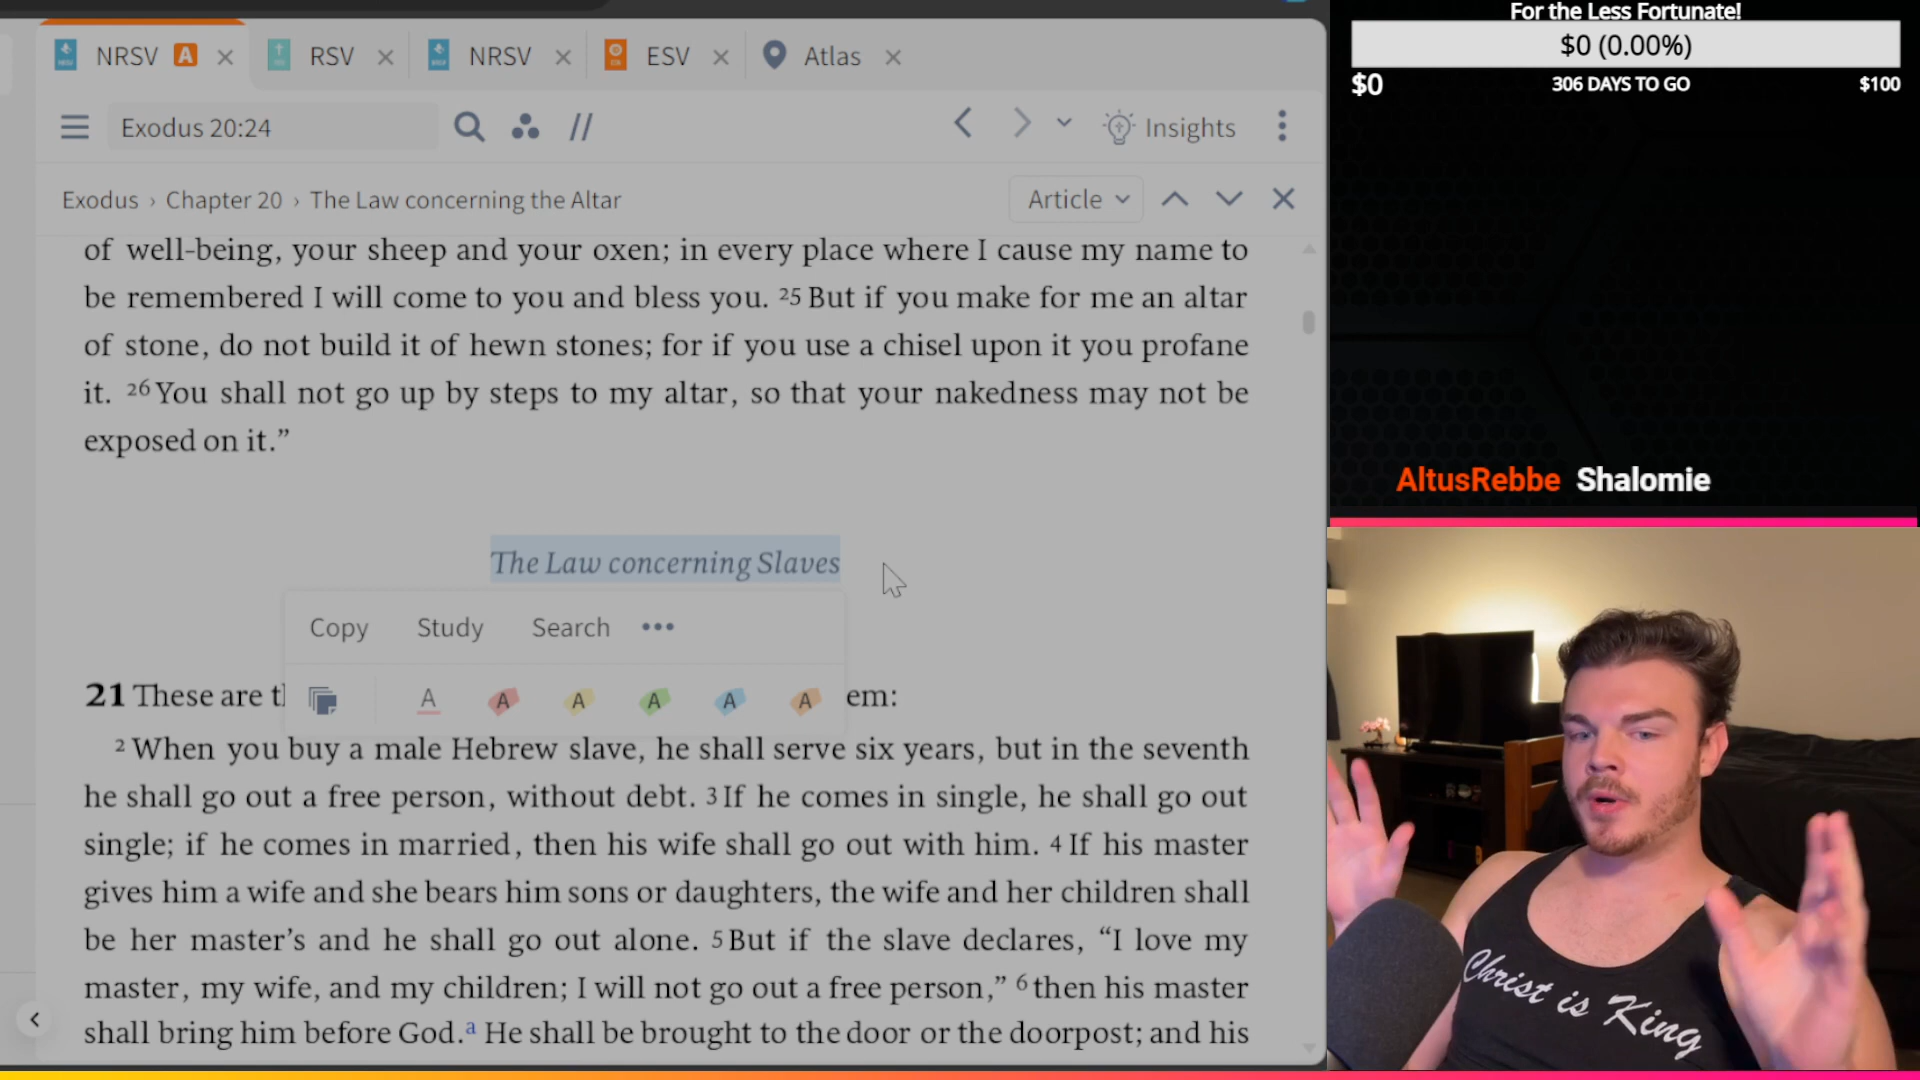 NRSV A RSV NRSV ESV Atlas
Exodus 20:24 Insights
Exodus › Chapter 20 › The Law concerning the Altar Article
of well-being, your sheep and your oxen; in every place where I cause my name to
be remembered I will come to you and bless you. 25 But if you make for me an altar
of stone, do not build it of hewn stones; for if you use a chisel upon it you profane
it. 26 You shall not go up by steps to my altar, so that your nakedness may not be
exposed on it.”
The Law concerning Slaves
Copy Study Search •••
A A A A A A
21 These are t em:
2 When you buy a male Hebrew slave, he shall serve six years, but in the seventh
he shall go out a free person, without debt. 3 If he comes in single, he shall go out
single; if he comes in married, then his wife shall go out with him. 4 If his master
gives him a wife and she bears him sons or daughters, the wife and her children shall
be her master’s and he shall go out alone. 5 But if the slave declares, “I love my
master, my wife, and my children; I will not go out a free person,” 6 then his master
shall bring him before God.a He shall be brought to the door or the doorpost; and his
For the Less Fortunate!
$0 (0.00%)
$0 306 DAYS TO GO $100
AltusRebbe Shalomie
Christ is King